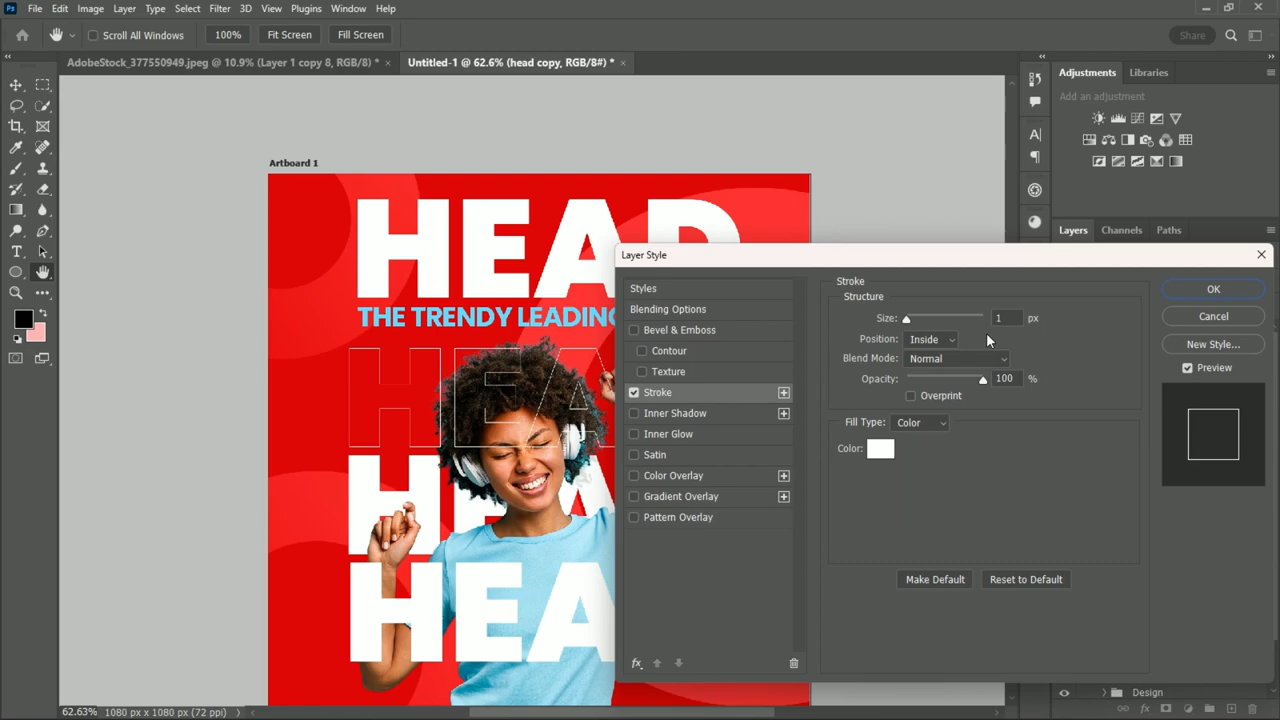 Ps File Edit Image Layer Type Select Filter 3D View Plugins Window Help
Scroll All Windows 100% Fit Screen Fill Screen Share
AdobeStock_377550949.jpeg @ 10.9% (Layer 1 copy 8, RGB/8) * × Untitled-1 @ 62.6% (head copy, RGB/8#) * ×
Adjustments Libraries
Add an adjustment
Artboard 1
HEAD
THE TRENDY LEADING
HEA
HEA
HEA
Layers Channels Paths
Layer Style
Styles
Blending Options
Bevel & Emboss
Contour
Texture
Stroke
Inner Shadow
Inner Glow
Satin
Color Overlay
Gradient Overlay
Pattern Overlay
fx
Stroke
Structure
Size: 1 px
Position: Inside
Blend Mode: Normal
Opacity: 100 %
Overprint
Fill Type: Color
Color:
Make Default Reset to Default
OK
Cancel
New Style...
Preview
Design
fx
62.63% 1080 px x 1080 px (72 ppi)